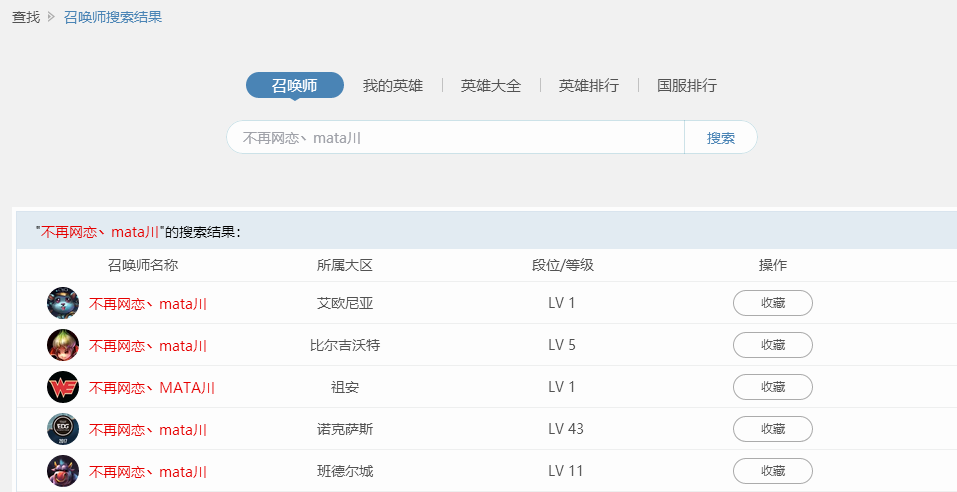 查找 召唤师搜索结果
召唤师 我的英雄 英雄大全 英雄排行 国服排行
不再网恋丶mata川 搜索
"不再网恋丶mata川"的搜索结果：
召唤师名称 所属大区 段位/等级 操作
不再网恋丶mata川 艾欧尼亚 LV 1 收藏
不再网恋丶mata川 比尔吉沃特 LV 5 收藏
不再网恋丶MATA川 祖安 LV 1 收藏
不再网恋丶mata川 诺克萨斯 LV 43 收藏
不再网恋丶mata川 班德尔城 LV 11 收藏